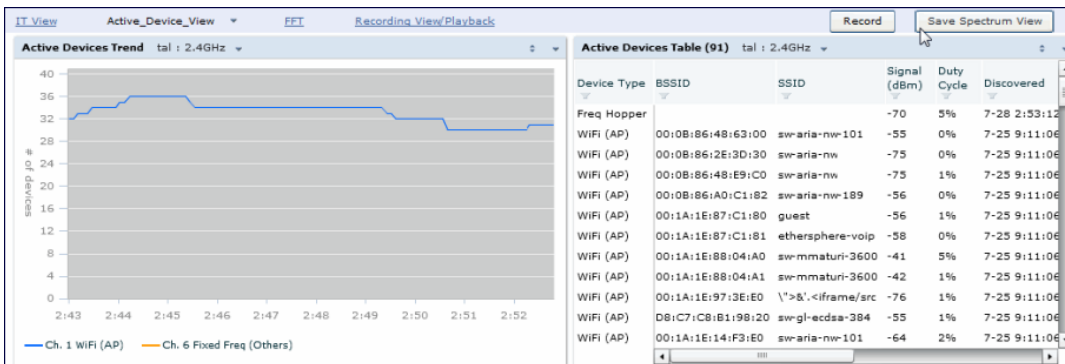 IT View Active_Device_View FFT Recording View/Playback Record Save Spectrum View
Active Devices Trend tal : 2.4GHz
40
36
32
28
24
20
16
12
8
4
0
# of devices
2:43 2:44 2:45 2:46 2:47 2:48 2:49 2:50 2:51 2:52
Ch. 1 WiFi (AP) Ch. 6 Fixed Freq (Others)
Active Devices Table (91) tal : 2.4GHz
Device Type BSSID SSID Signal (dBm) Duty Cycle Discovered
Freq Hopper -70 5% 7-28 2:53:12
WiFi (AP) 00:0B:86:48:63:00 sw-aria-nw-101 -55 0% 7-25 9:11:06
WiFi (AP) 00:0B:86:2E:3D:30 sw-aria-nw -75 0% 7-25 9:11:06
WiFi (AP) 00:0B:86:48:E9:C0 sw-aria-nw -75 1% 7-25 9:11:06
WiFi (AP) 00:0B:86:A0:C1:82 sw-aria-nw-189 -56 0% 7-25 9:11:06
WiFi (AP) 00:1A:1E:87:C1:80 guest -56 1% 7-25 9:11:06
WiFi (AP) 00:1A:1E:87:C1:81 ethersphere-voip -58 0% 7-25 9:11:06
WiFi (AP) 00:1A:1E:88:04:A0 sw-mmaturi-3600 -41 5% 7-25 9:11:06
WiFi (AP) 00:1A:1E:88:04:A1 sw-mmaturi-3600 -42 1% 7-25 9:11:06
WiFi (AP) 00:1A:1E:97:3E:E0 \">&'.<iframe/src -76 1% 7-25 9:11:06
WiFi (AP) D8:C7:C8:B1:98:20 sw-gl-ecdsa-384 -55 1% 7-25 9:11:06
WiFi (AP) 00:1A:1E:14:F3:E0 sw-aria-nw-101 -64 2% 7-25 9:11:06